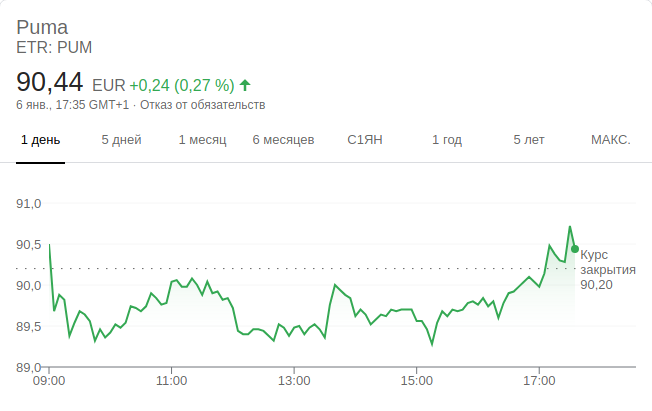 Puma
ETR: PUM
90,44 EUR +0,24 (0,27 %)
6 янв., 17:35 GMT+1 · Отказ от обязательств
1 день 5 дней 1 месяц 6 месяцев С1ЯН 1 год 5 лет МАКС.
91,0
90,5
Курс
закрытия
90,20
90,0
89,5
89,0
09:00 11:00 13:00 15:00 17:00